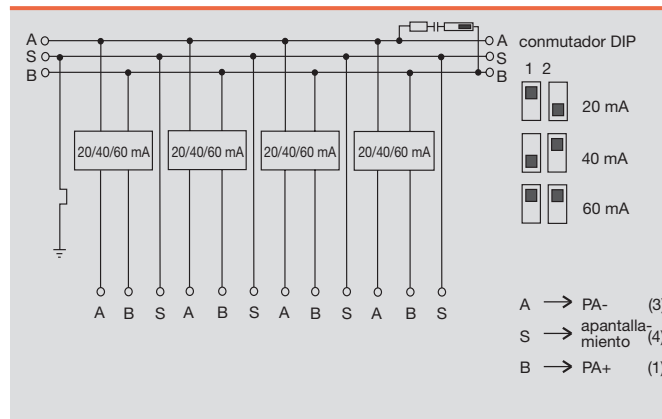 A A conmutador DIP
S S
B B
1 2
20 mA
20/40/60 mA 20/40/60 mA 20/40/60 mA 20/40/60 mA
40 mA
60 mA
A B S A B S A B S A B S
A → PA- (3)
S → apantalla-
miento (4)
B → PA+ (1)